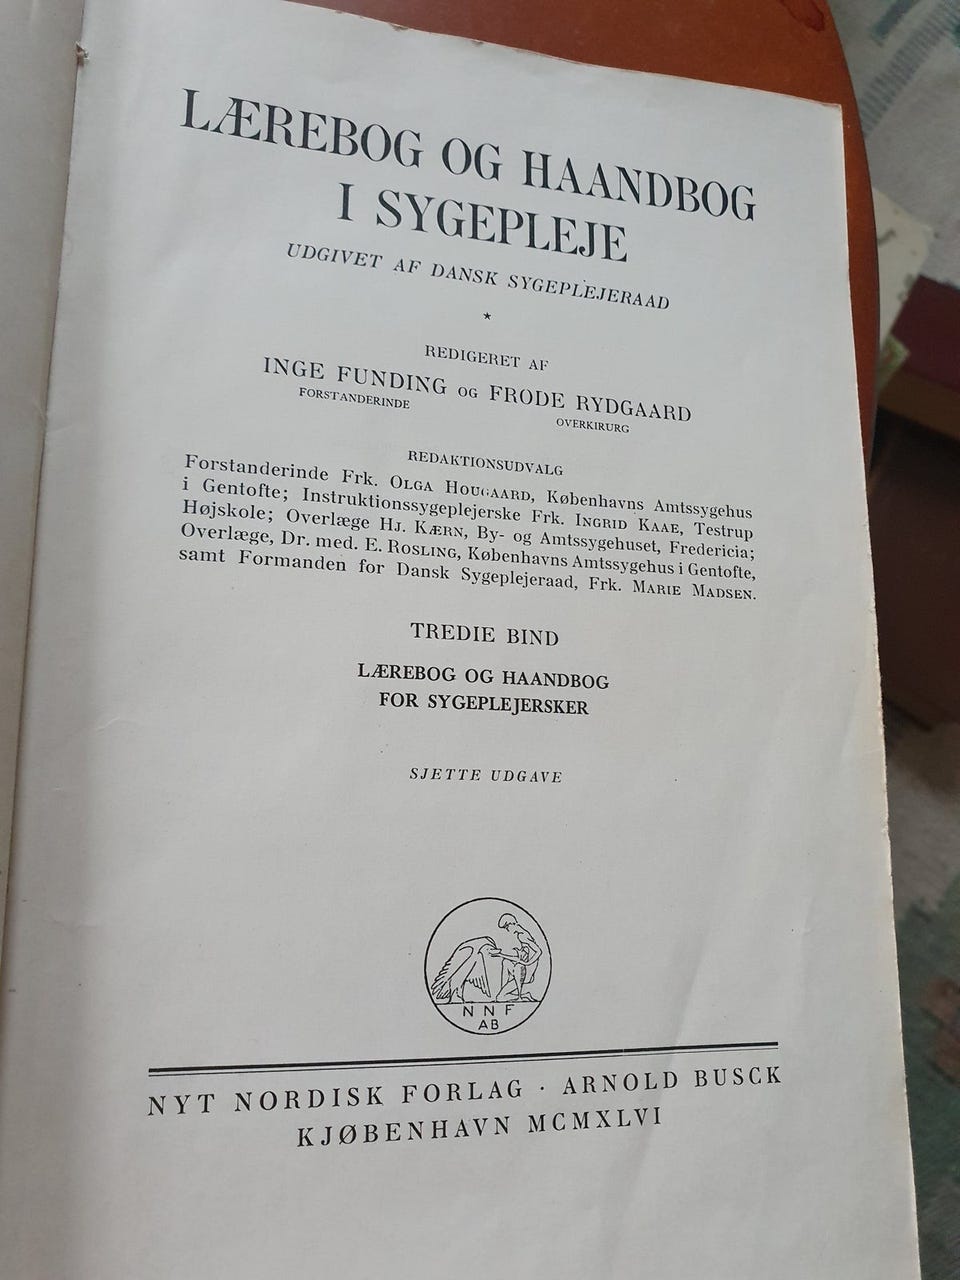 LÆREBOG OG HAANDBOG
I SYGEPLEJE
UDGIVET AF DANSK SYGEPLEJERAAD
★
REDIGERET AF
INGE FUNDING OG FRODE RYDGAARD
FORSTANDERINDE
OVERKIRURG
REDAKTIONSUDVALG
Forstanderinde Frk. OLGA HOUGAARD, Københavns Amtssygehus
i Gentofte; Instruktionssygeplejerske Frk. INGRID KAAE, Testrup
Højskole; Overlæge HJ. KÆRN, By- og Amtssygehuset, Fredericia;
Overlæge, Dr. med. E. ROSLING, Københavns Amtssygehus i Gentofte,
samt Formanden for Dansk Sygeplejeraad, Frk. MARIE MADSEN.
TREDIE BIND
LÆREBOG OG HAANDBOG
FOR SYGEPLEJERSKER
SJETTE UDGAVE
N N F
AB
NYT NORDISK FORLAG · ARNOLD BUSCK
KJØBENHAVN MCMXLVI